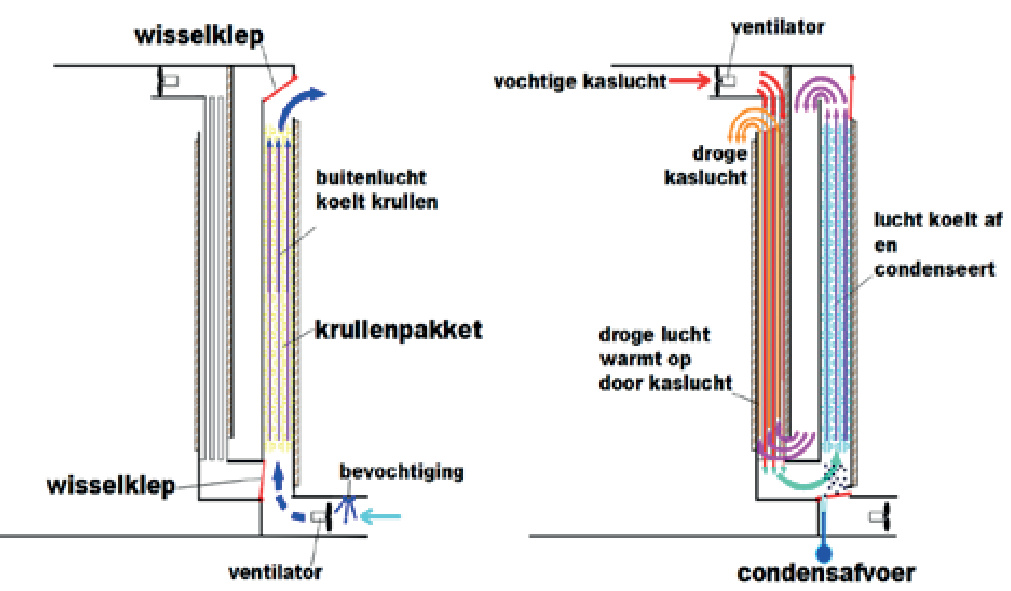 wisselklep
buitenlucht
koelt krullen
krullenpakket
wisselklep
bevochtiging
ventilator
ventilator
vochtige kaslucht
droge
kaslucht
lucht koelt af
en
condenseert
droge lucht
warmt op
door kaslucht
condensafvoer